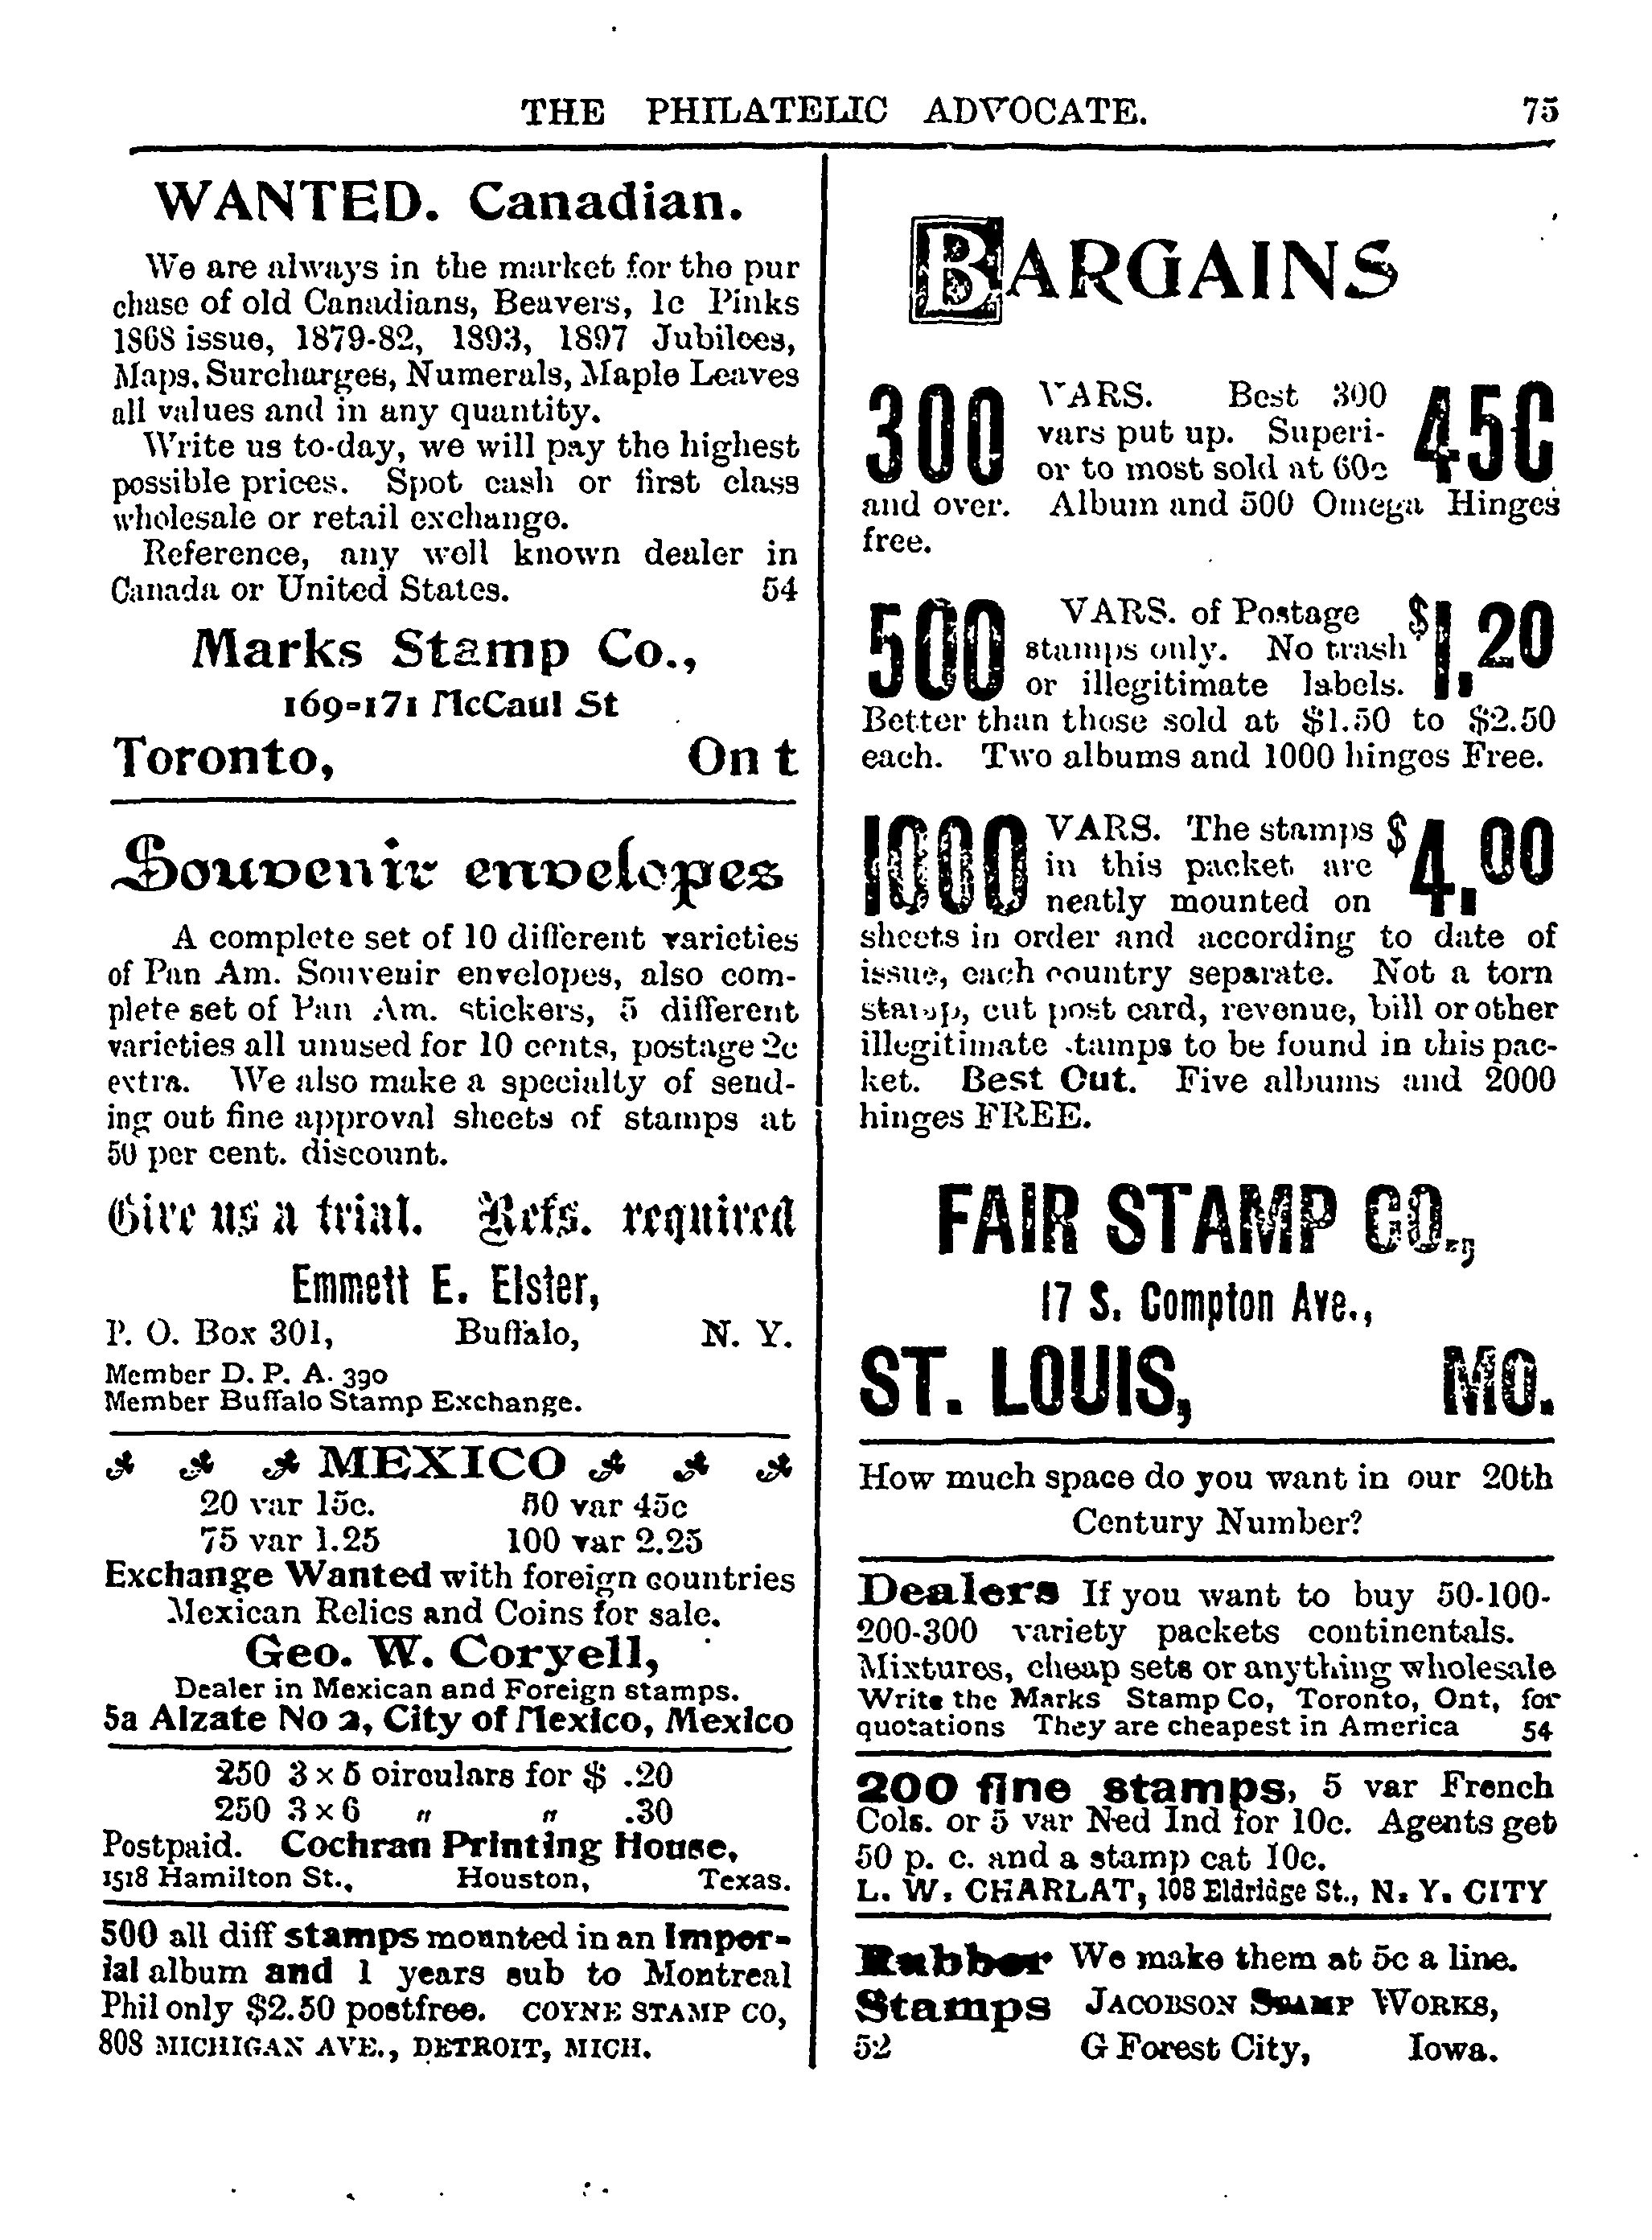 THE PHILATELIC ADVOCATE. 75
WANTED. Canadian.
We are always in the market for the pur
chase of old Canadians, Beavers, 1c Pinks
1868 issue, 1879-82, 1893, 1897 Jubilees,
Maps, Surcharges, Numerals, Maple Leaves
all values and in any quantity.
Write us to-day, we will pay the highest
possible prices. Spot cash or first class
wholesale or retail exchange.
Reference, any well known dealer in
Canada or United States. 54
Marks Stamp Co.,
169-171 McCaul St
Toronto, Ont
Souvenir envelopes
A complete set of 10 different varieties
of Pan Am. Souvenir envelopes, also com-
plete set of Pan Am. stickers, 5 different
varieties all unused for 10 cents, postage 2c
extra. We also make a specialty of send-
ing out fine approval sheets of stamps at
50 per cent. discount.
Give us a trial. Refs. required
Emmett E. Elster,
P. O. Box 301, Buffalo, N. Y.
Member D. P. A. 390
Member Buffalo Stamp Exchange.
MEXICO
20 var 15c. 50 var 45c
75 var 1.25 100 var 2.25
Exchange Wanted with foreign countries
Mexican Relics and Coins for sale.
Geo. W. Coryell,
Dealer in Mexican and Foreign stamps.
5a Alzate No 2, City of Mexico, Mexico
250 3 x 5 circulars for $ .20
250 3 x 6 " " .30
Postpaid. Cochran Printing House,
1518 Hamilton St., Houston, Texas.
500 all diff stamps mounted in an Imper-
ial album and 1 years sub to Montreal
Phil only $2.50 postfree. COYNE STAMP CO,
808 MICHIGAN AVE., DETROIT, MICH.
BARGAINS
300 VARS. Best 300 45C
vars put up. Superi-
or to most sold at 60c
and over. Album and 500 Omega Hinges
free.
500 VARS. of Postage $1.20
stamps only. No trash
or illegitimate labels.
Better than those sold at $1.50 to $2.50
each. Two albums and 1000 hinges Free.
1000 VARS. The stamps $4.00
in this packet are
neatly mounted on
sheets in order and according to date of
issue, each country separate. Not a torn
stamp, cut post card, revenue, bill or other
illegitimate stamps to be found in this pac-
ket. Best Out. Five albums and 2000
hinges FREE.
FAIR STAMP CO.,
17 S. Compton Ave.,
ST. LOUIS, MO.
How much space do you want in our 20th
Century Number?
Dealers If you want to buy 50-100-
200-300 variety packets continentals.
Mixtures, cheap sets or anything wholesale
Write the Marks Stamp Co, Toronto, Ont, for
quotations They are cheapest in America 54
200 fine stamps, 5 var French
Cols. or 5 var Ned Ind for 10c. Agents get
50 p. c. and a stamp cat 10c.
L. W. CHARLAT, 108 Eldridge St., N. Y. CITY
Rubber We make them at 5c a line.
Stamps JACOBSON STAMP WORKS,
52 G Forest City, Iowa.